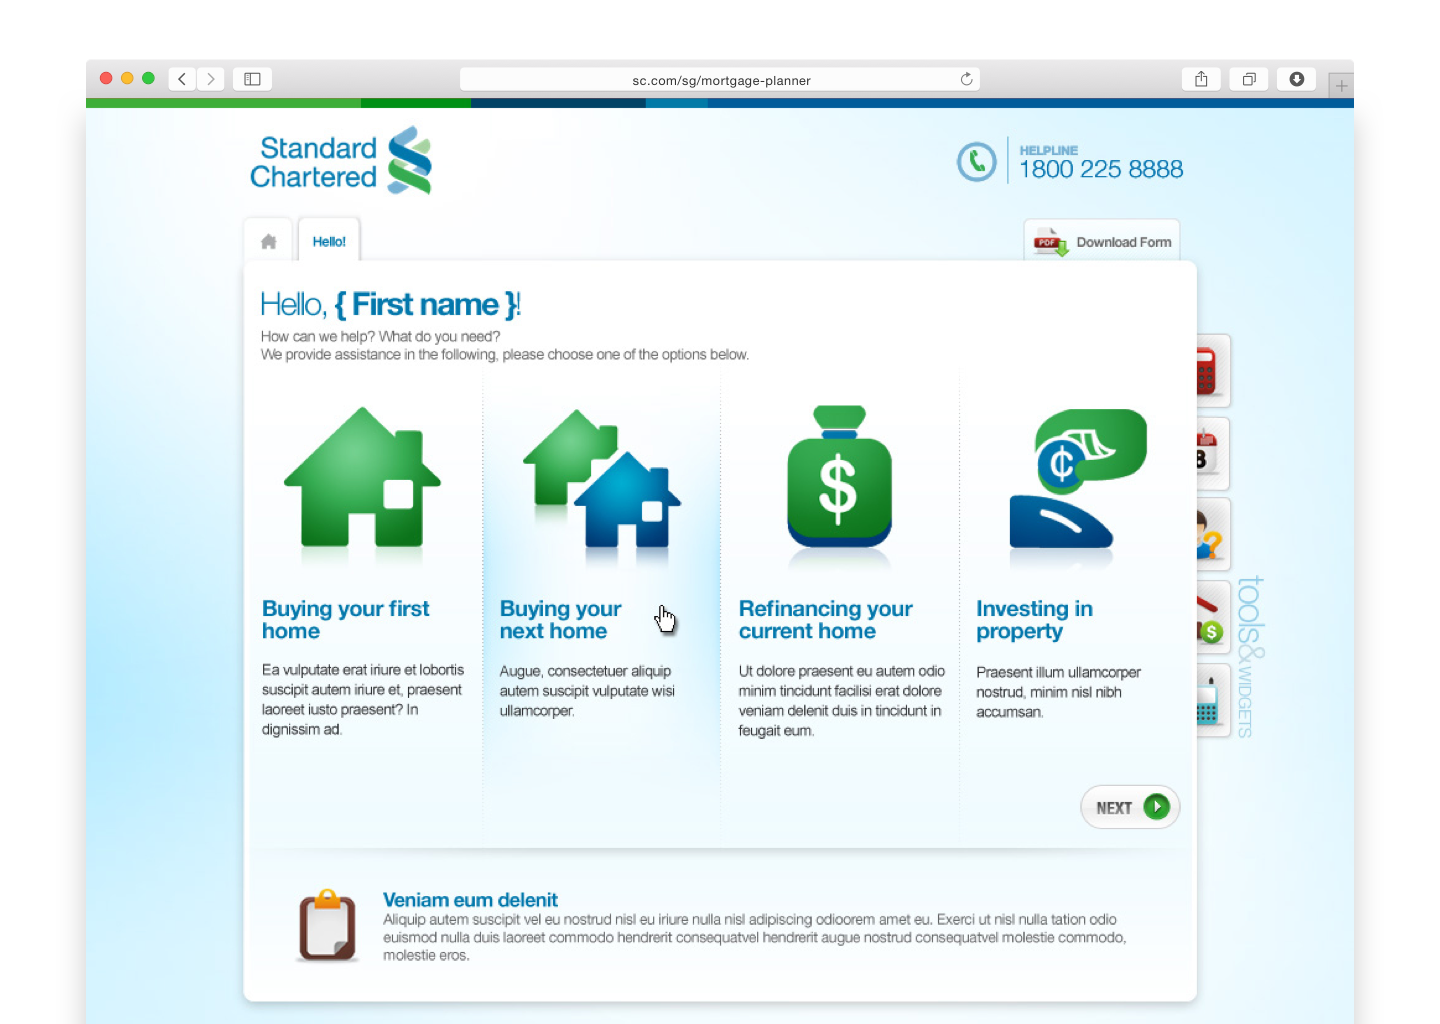 sc.com/sg/mortgage-planner
Standard
Chartered
HELPLINE
1800 225 8888
Hello!
PDF
Download Form
Hello, { First name }!
How can we help? What do you need?
We provide assistance in the following, please choose one of the options below.
$
¢
Buying your first
home
Ea vulputate erat iriure et lobortis
suscipit autem iriure et, praesent
laoreet iusto praesent? In
dignissim ad.
Buying your
next home
Augue, consectetuer aliquip
autem suscipit vulputate wisi
ullamcorper.
Refinancing your
current home
Ut dolore praesent eu autem odio
minim tincidunt facilisi erat dolore
veniam delenit duis in tincidunt in
feugait eum.
Investing in
property
Praesent illum ullamcorper
nostrud, minim nisl nibh
accumsan.
?
$
tools&WIDGETS
NEXT
Veniam eum delenit
Aliquip autem suscipit vel eu nostrud nisl eu iriure nulla nisl adipiscing odioorem amet eu. Exerci ut nisl nulla tation odio
euismod nulla duis laoreet commodo hendrerit consequatvel hendrerit augue nostrud consequatvel molestie commodo,
molestie eros.